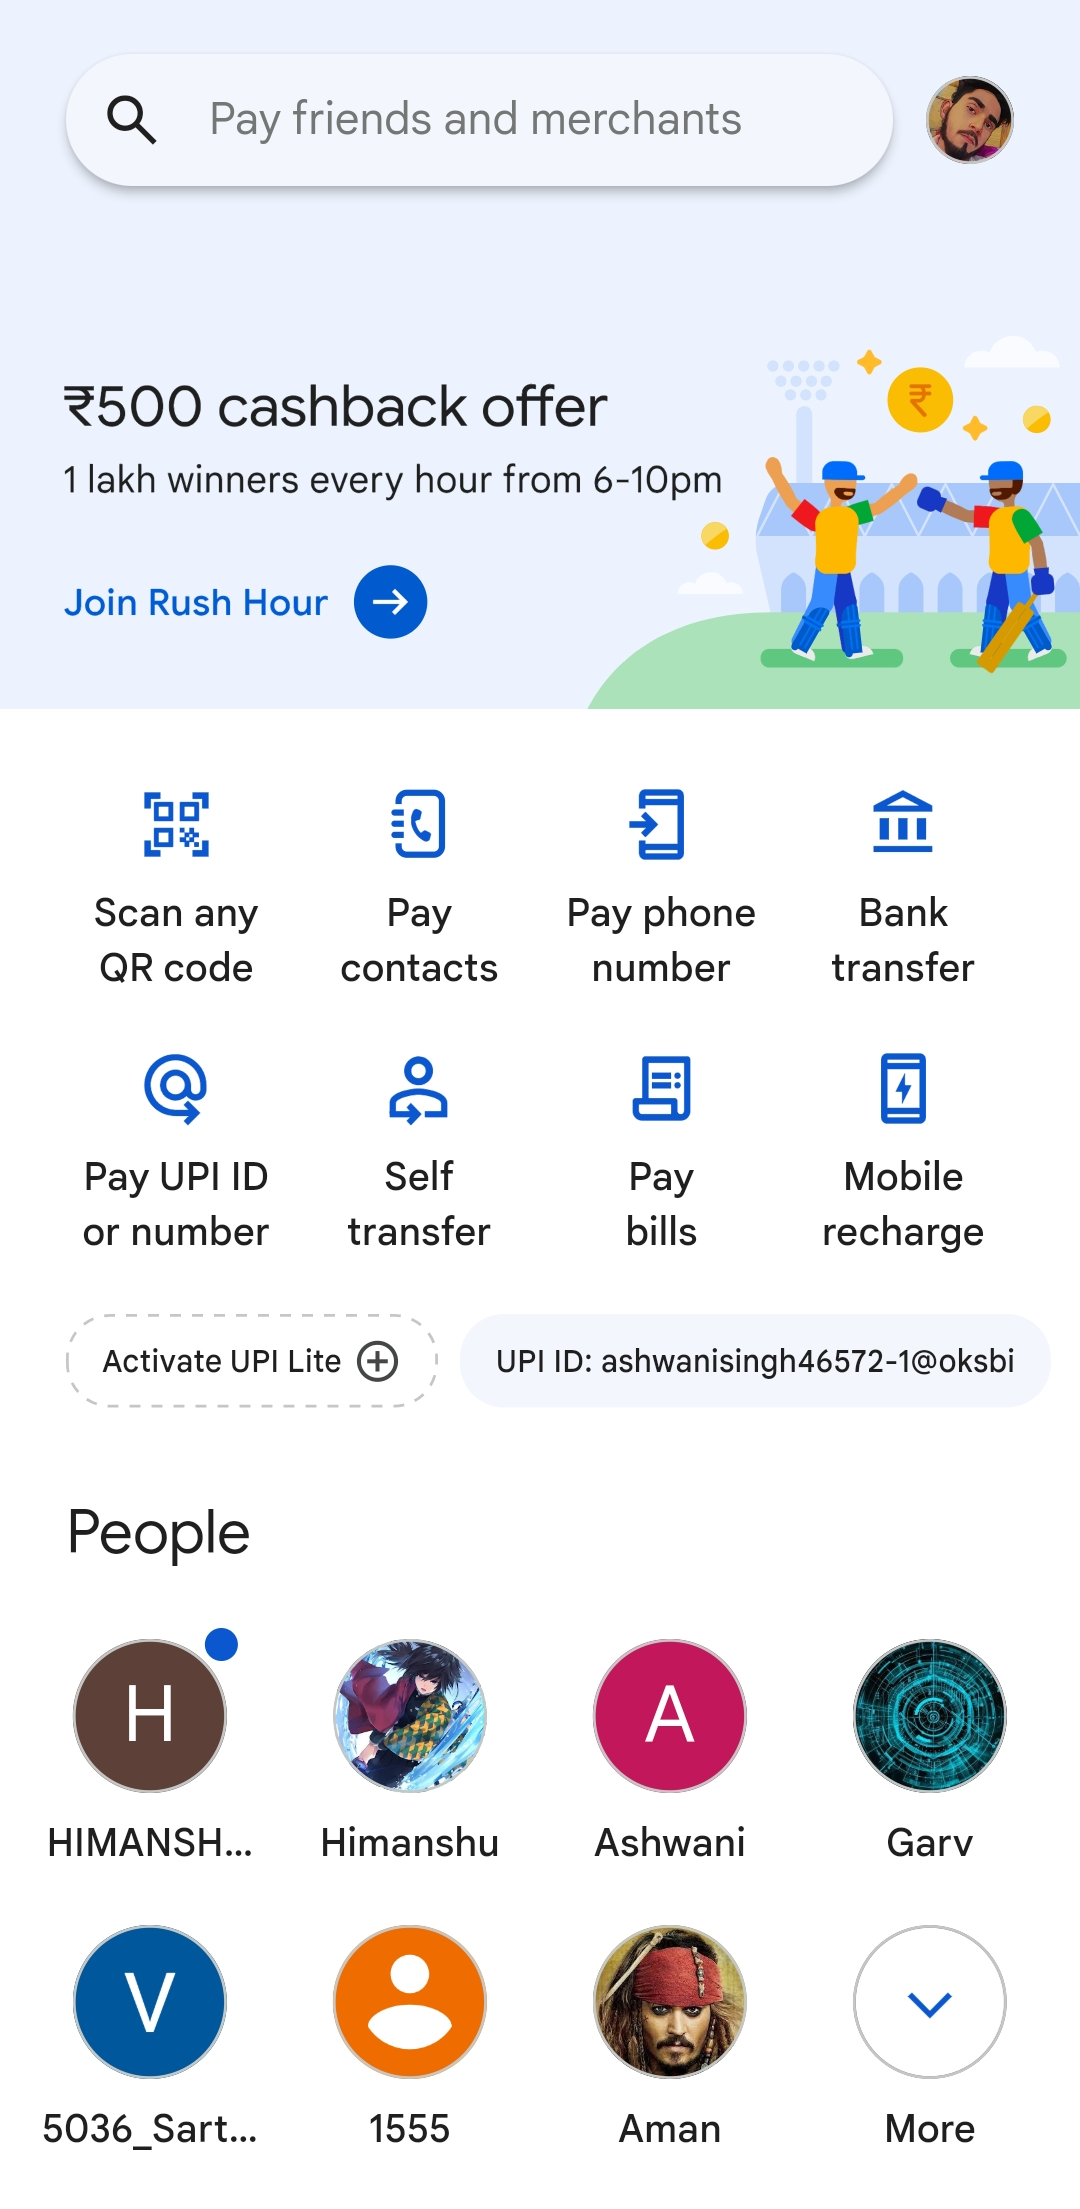 Pay friends and merchants
₹500 cashback offer
1 lakh winners every hour from 6-10pm
Join Rush Hour
₹
Scan any
QR code
Pay
contacts
Pay phone
number
Bank
transfer
Pay UPI ID
or number
Self
transfer
Pay
bills
Mobile
recharge
Activate UPI Lite
UPI ID: ashwanisingh46572-1@oksbi
People
H
A
HIMANSH...
Himanshu
Ashwani
Garv
V
5036_Sart...
1555
Aman
More